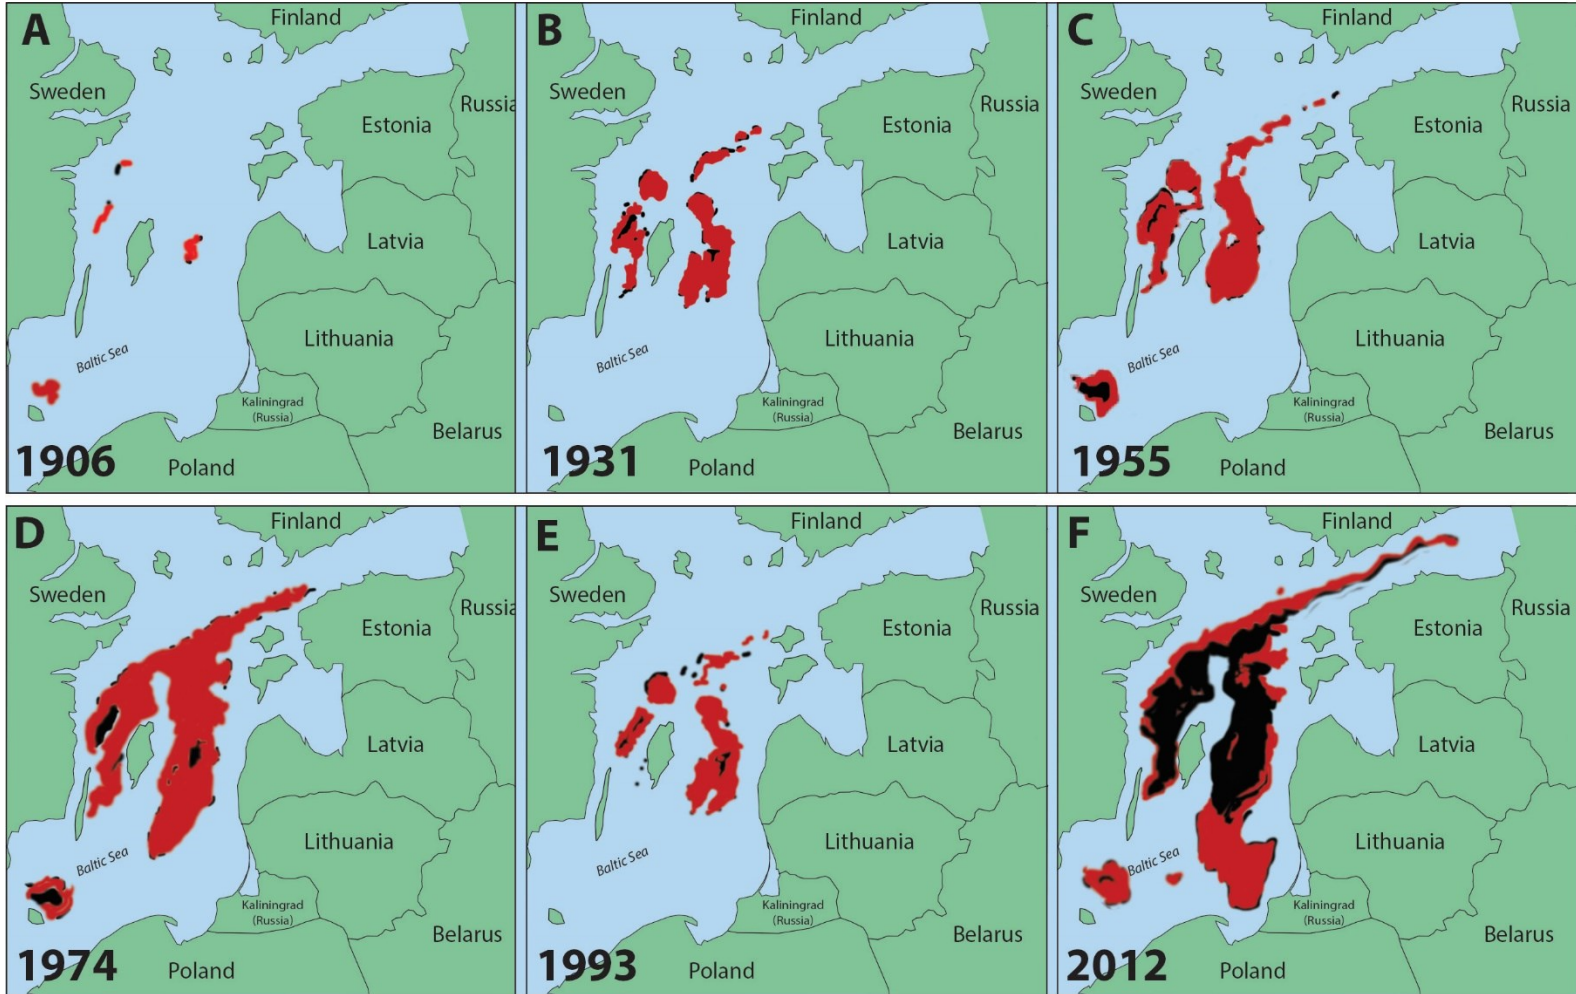 A
Finland
Sweden
Russia
Estonia
Latvia
Lithuania
Baltic Sea
Kaliningrad
(Russia)
Belarus
1906
Poland
B
Finland
Sweden
Russia
Estonia
Latvia
Lithuania
Baltic Sea
Kaliningrad
(Russia)
Belarus
1931
Poland
C
Finland
Sweden
Russia
Estonia
Latvia
Lithuania
Baltic Sea
Kaliningrad
(Russia)
Belarus
1955
Poland
D
Finland
Sweden
Russia
Estonia
Latvia
Lithuania
Baltic Sea
Kaliningrad
(Russia)
Belarus
1974
Poland
E
Finland
Sweden
Russia
Estonia
Latvia
Lithuania
Baltic Sea
Kaliningrad
(Russia)
Belarus
1993
Poland
F
Finland
Sweden
Russia
Estonia
Latvia
Lithuania
Baltic Sea
Kaliningrad
(Russia)
Belarus
2012
Poland